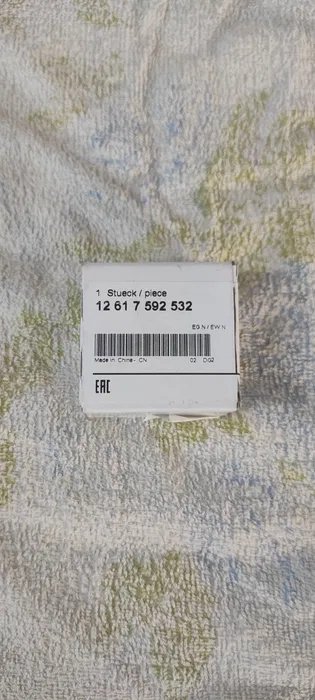 1 Stueck / piece
12 61 7 592 532
EG N / EW N
Made in China - CN 02 D02
EAC